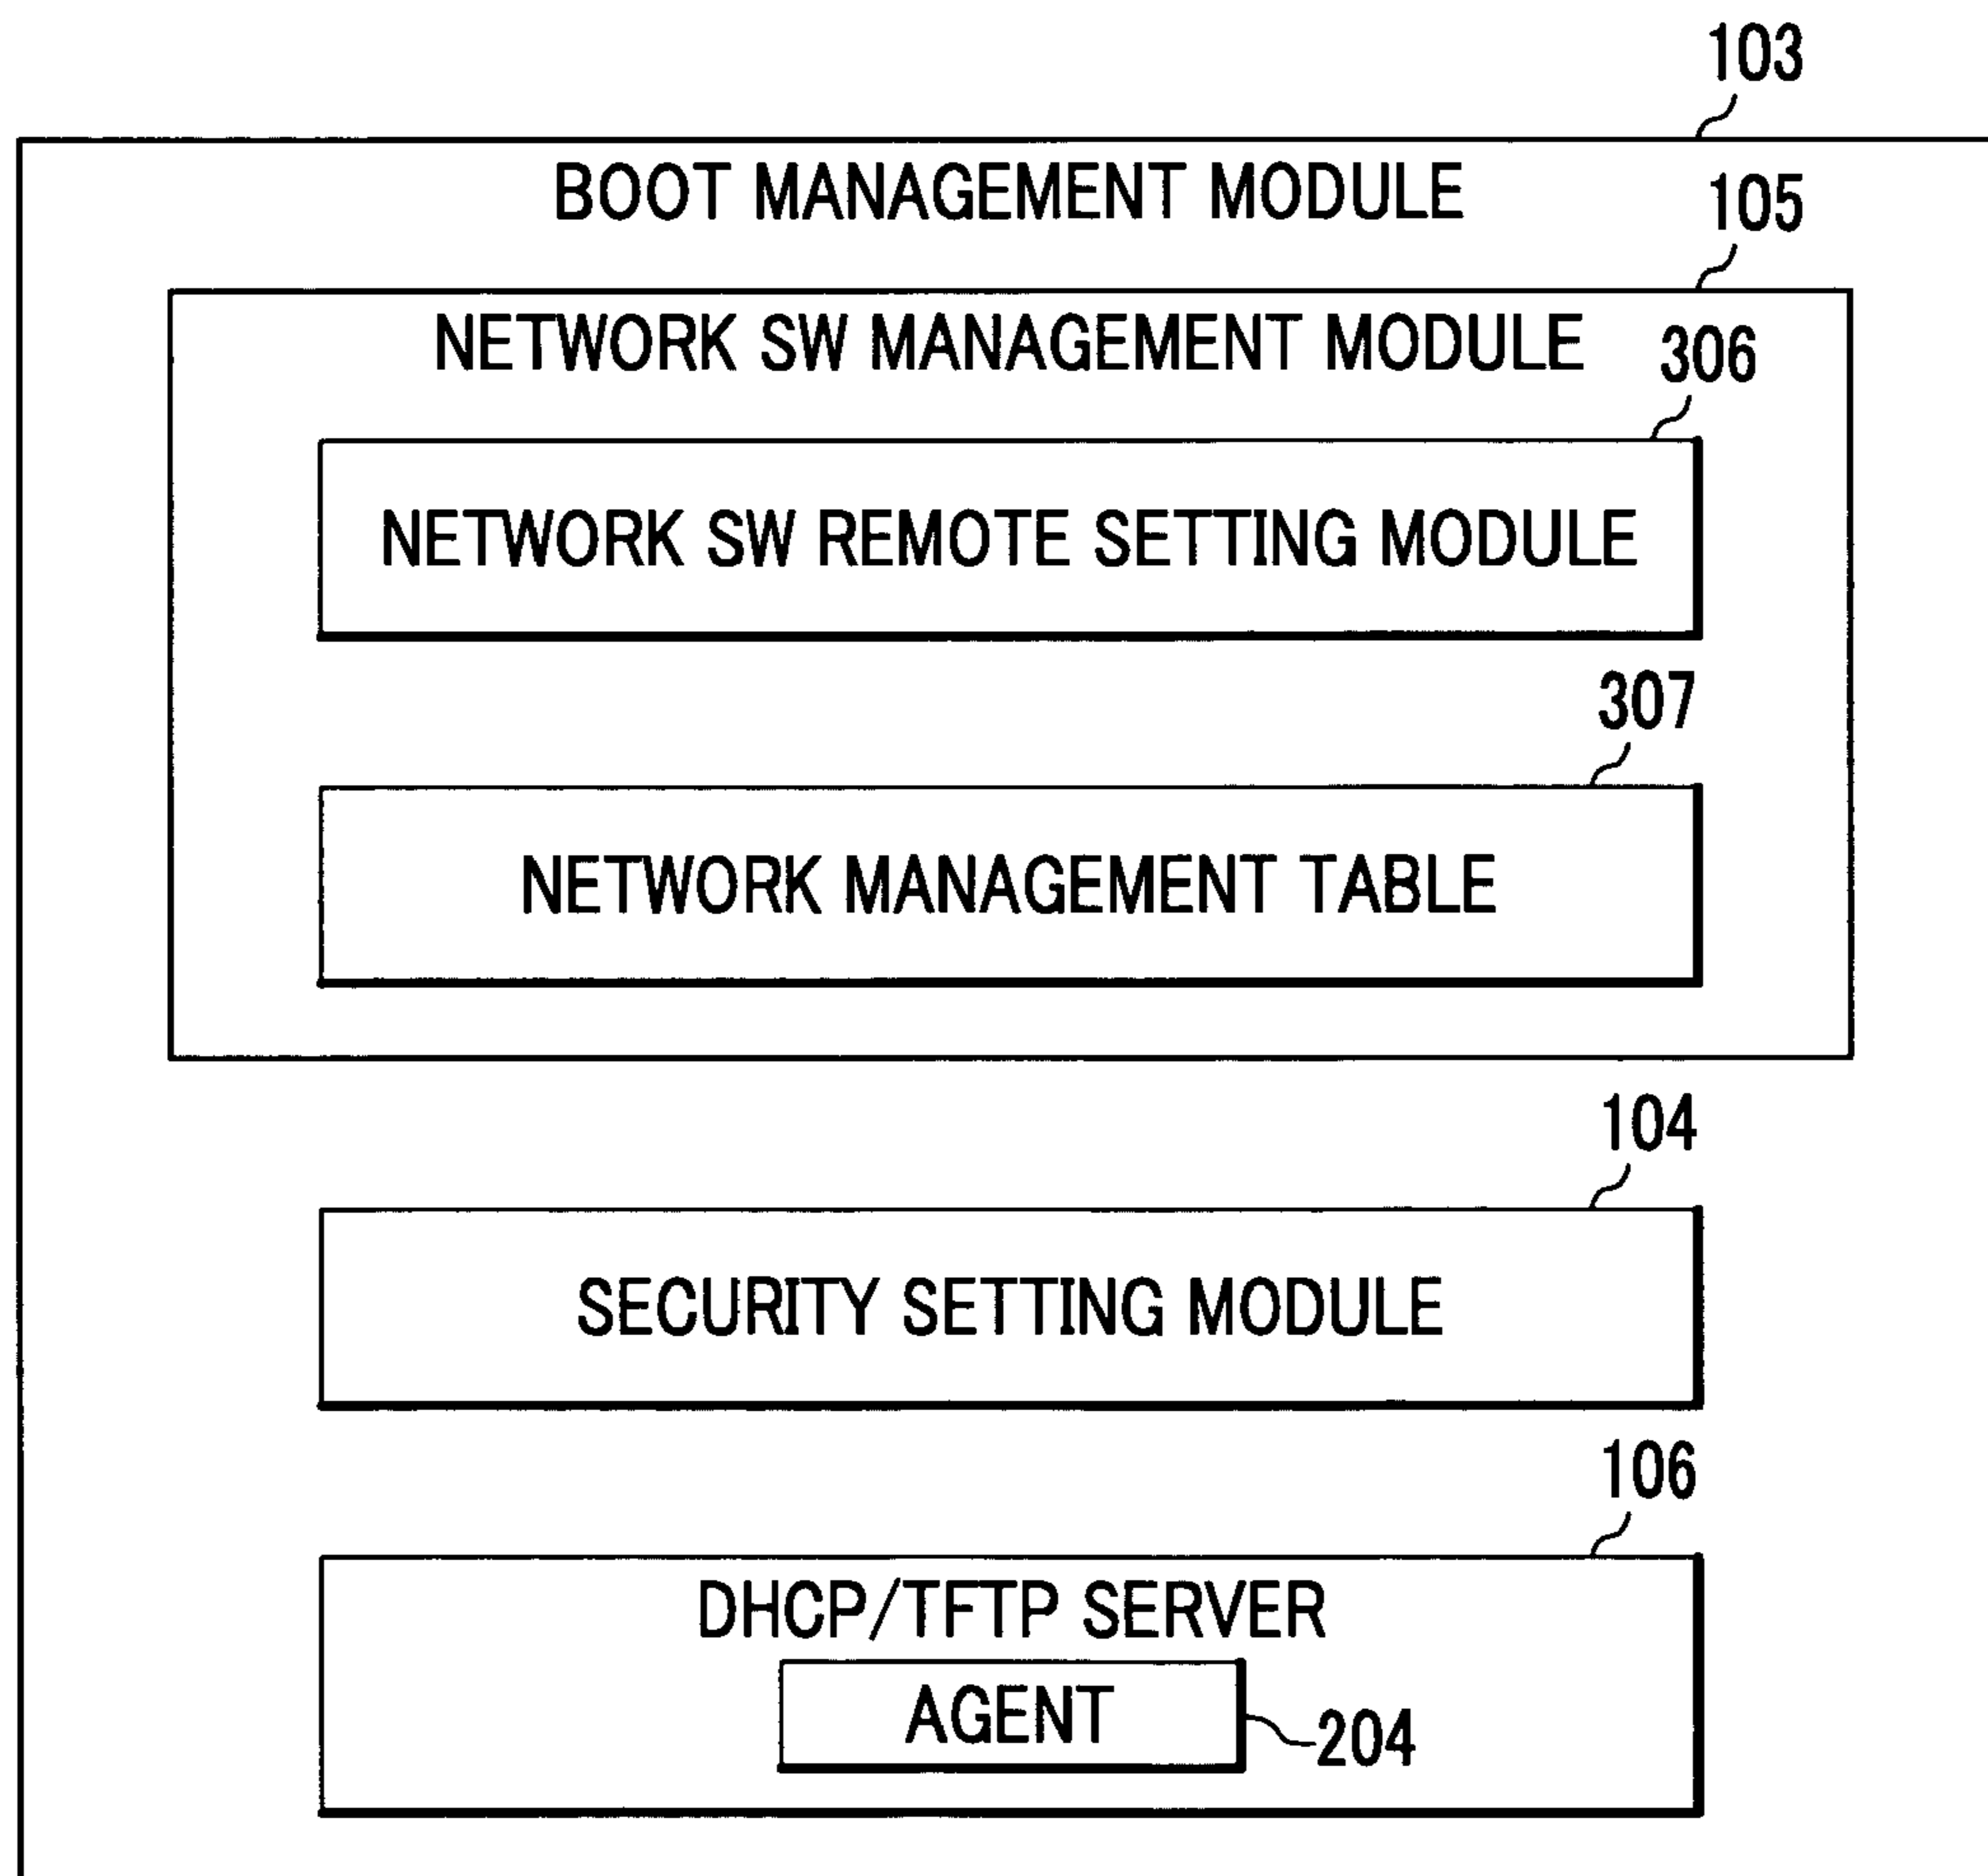 103
BOOT MANAGEMENT MODULE
105
NETWORK SW MANAGEMENT MODULE
306
NETWORK SW REMOTE SETTING MODULE
307
NETWORK MANAGEMENT TABLE
104
SECURITY SETTING MODULE
106
DHCP/TFTP SERVER
AGENT
204